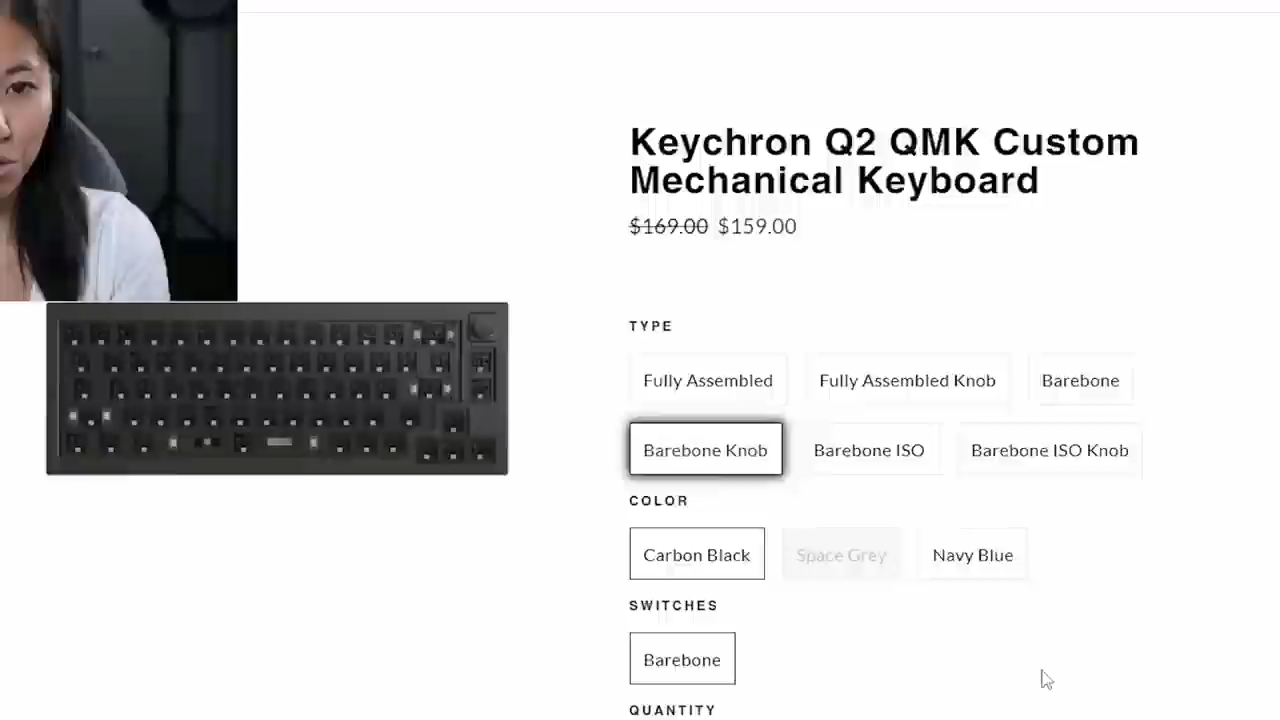 Keychron Q2 QMK Custom
Mechanical Keyboard
$169.00 $159.00
TYPE
Fully Assembled Fully Assembled Knob Barebone
Barebone Knob Barebone ISO Barebone ISO Knob
COLOR
Carbon Black Space Grey Navy Blue
SWITCHES
Barebone
QUANTITY